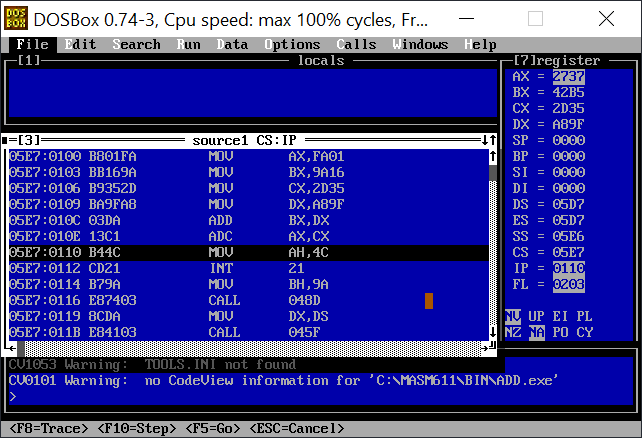 DOS BOX DOSBox 0.74-3, Cpu speed: max 100% cycles, Fr...
File Edit Search Run Data Options Calls Windows Help
[1] locals
[7]register
AX = 2737
BX = 42B5
CX = 2D35
DX = A89F
SP = 0000
BP = 0000
SI = 0000
DI = 0000
DS = 05D7
ES = 05D7
SS = 05E6
CS = 05E7
IP = 0110
FL = 0203
NV UP EI PL
NZ NA PO CY
[3] source1 CS:IP
05E7:0100 B801FA MOV AX,FA01
05E7:0103 BB169A MOV BX,9A16
05E7:0106 B9352D MOV CX,2D35
05E7:0109 BA9FA8 MOV DX,A89F
05E7:010C 03DA ADD BX,DX
05E7:010E 13C1 ADC AX,CX
05E7:0110 B44C MOV AH,4C
05E7:0112 CD21 INT 21
05E7:0114 B79A MOV BH,9A
05E7:0116 E87403 CALL 048D
05E7:0119 8CDA MOV DX,DS
05E7:011B E84103 CALL 045F
CV1053 Warning: TOOLS.INI not found
CV0101 Warning: no CodeView information for 'C:\MASM611\BIN\ADD.exe'
>
<F8=Trace> <F10=Step> <F5=Go> <ESC=Cancel>